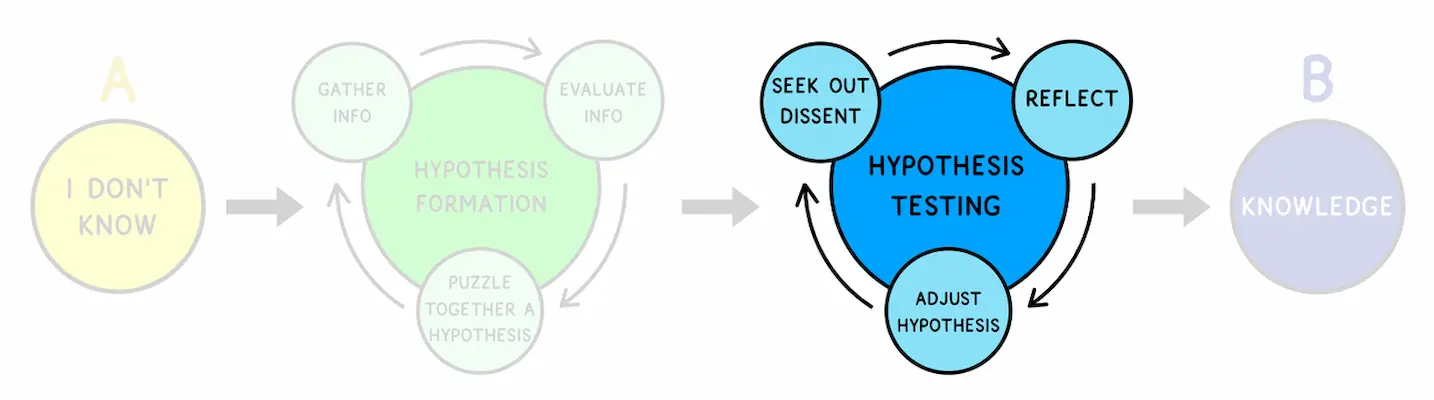 A
I DON'T
KNOW
GATHER
INFO
EVALUATE
INFO
HYPOTHESIS
FORMATION
PUZZLE
TOGETHER A
HYPOTHESIS
SEEK OUT
DISSENT
REFLECT
HYPOTHESIS
TESTING
ADJUST
HYPOTHESIS
B
KNOWLEDGE